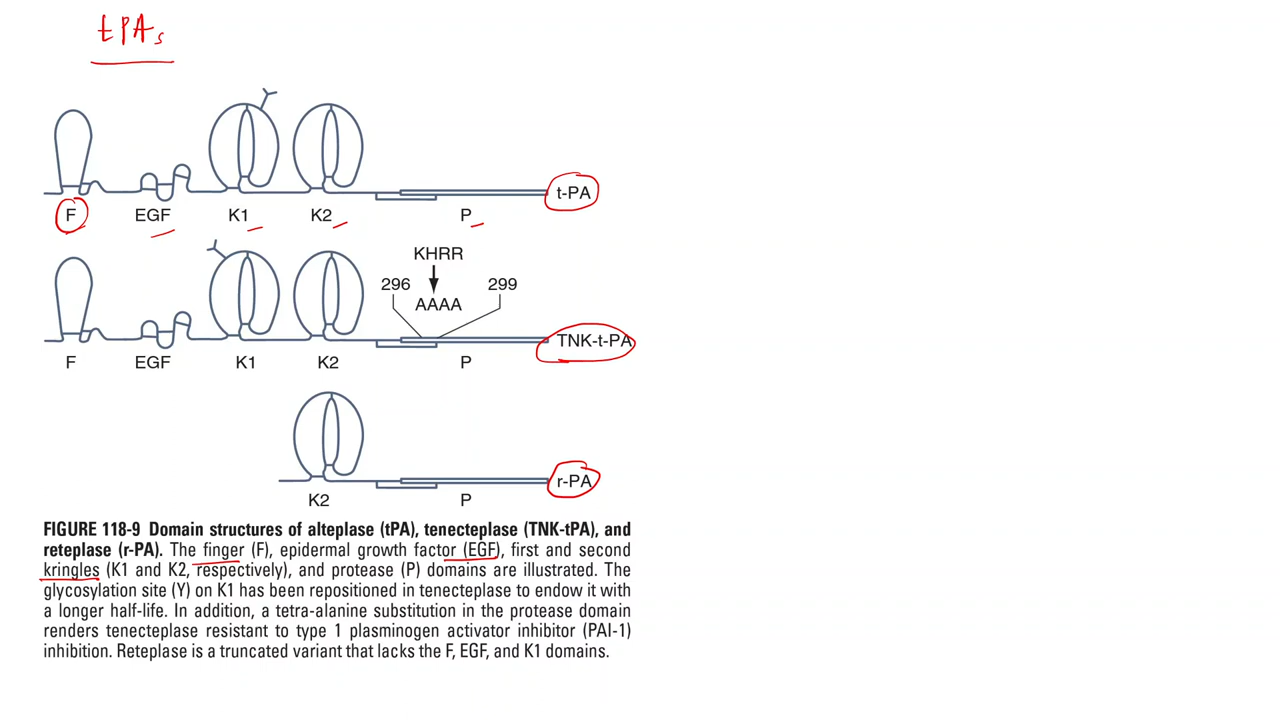 tPAs
t-PA
F EGF K1 K2 P
KHRR
296 299
AAAA
TNK-t-PA
F EGF K1 K2 P
r-PA
K2 P
FIGURE 118-9 Domain structures of alteplase (tPA), tenecteplase (TNK-tPA), and
reteplase (r-PA). The finger (F), epidermal growth factor (EGF), first and second
kringles (K1 and K2, respectively), and protease (P) domains are illustrated. The
glycosylation site (Y) on K1 has been repositioned in tenecteplase to endow it with
a longer half-life. In addition, a tetra-alanine substitution in the protease domain
renders tenecteplase resistant to type 1 plasminogen activator inhibitor (PAI-1)
inhibition. Reteplase is a truncated variant that lacks the F, EGF, and K1 domains.